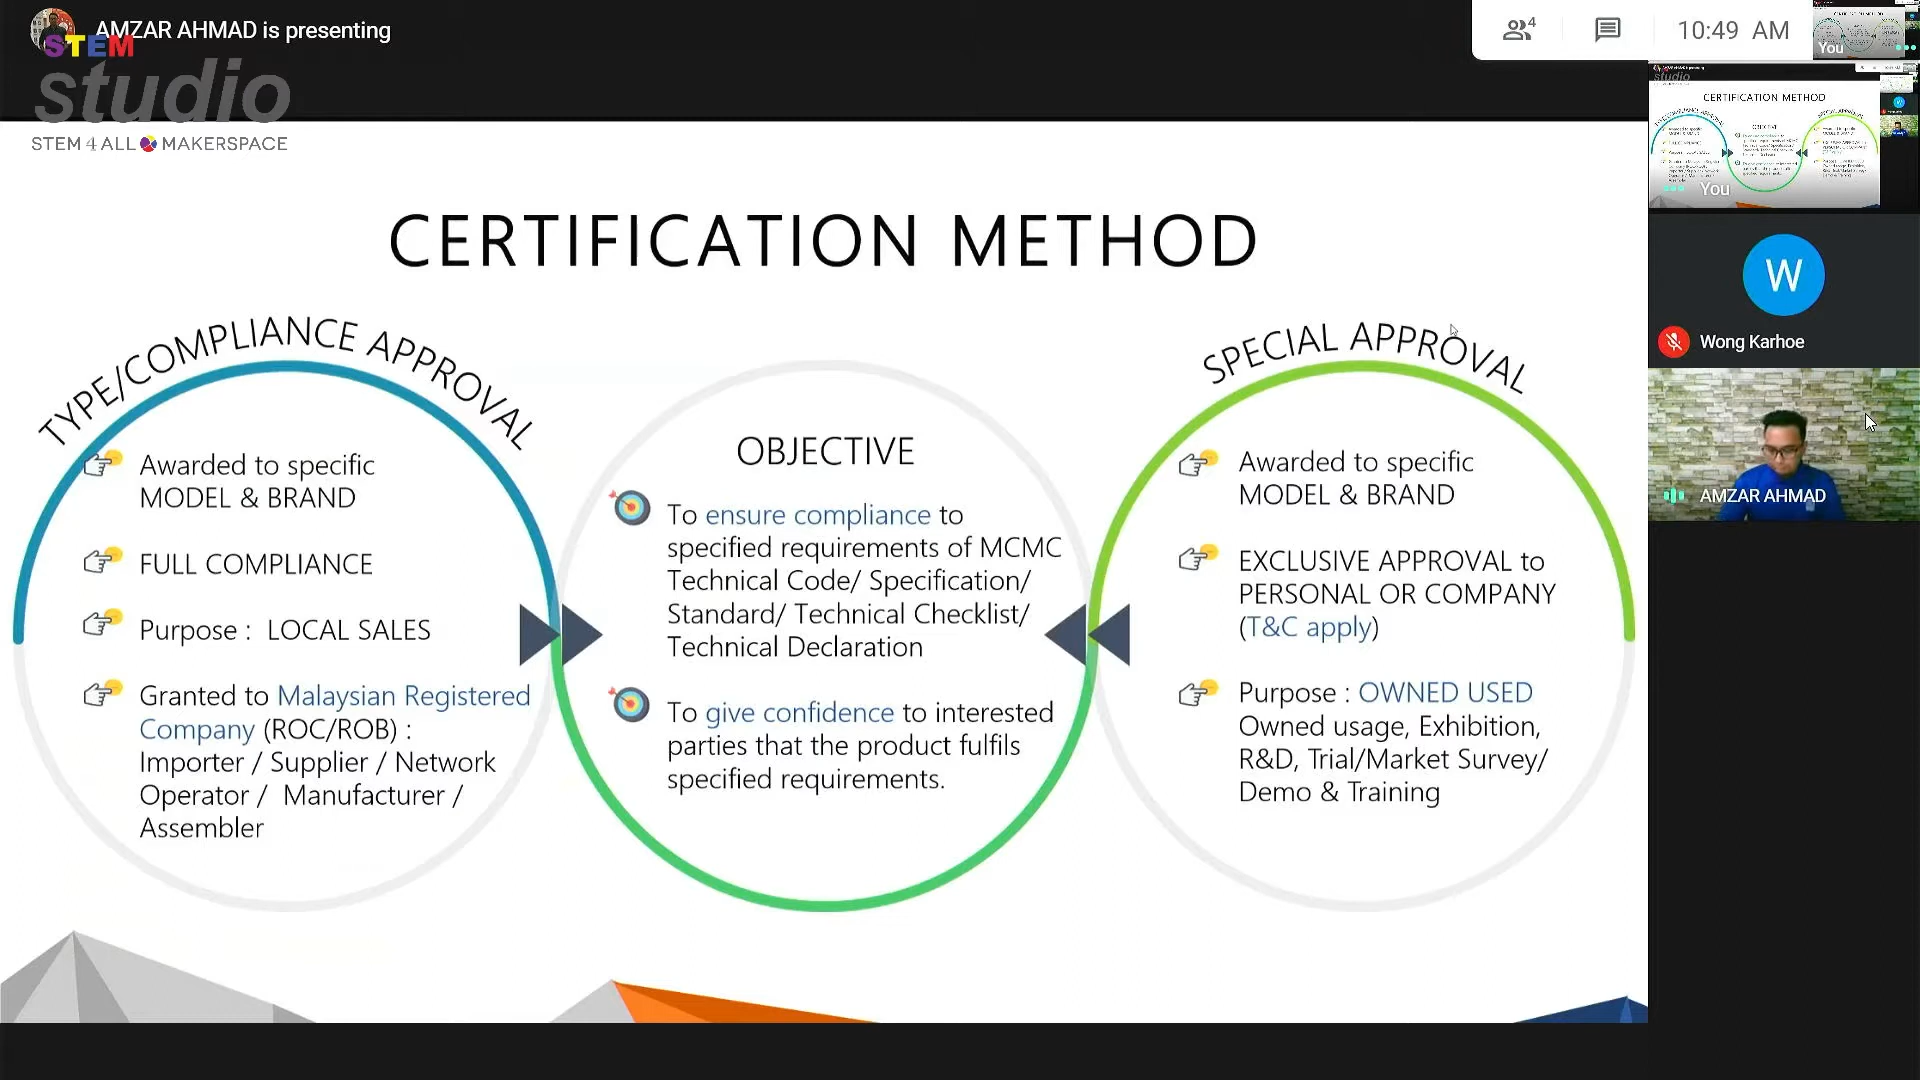 AMZAR AHMAD is presenting
STEM
studio
STEM 4 ALL MAKERSPACE
4
10:49 AM
You
CERTIFICATION METHOD
You
W
Wong Karhoe
AMZAR AHMAD
CERTIFICATION METHOD
TYPE/COMPLIANCE APPROVAL
Awarded to specific
MODEL & BRAND
FULL COMPLIANCE
Purpose : LOCAL SALES
Granted to Malaysian Registered
Company (ROC/ROB) :
Importer / Supplier / Network
Operator / Manufacturer /
Assembler
OBJECTIVE
To ensure compliance to
specified requirements of MCMC
Technical Code/ Specification/
Standard/ Technical Checklist/
Technical Declaration
To give confidence to interested
parties that the product fulfils
specified requirements.
SPECIAL APPROVAL
Awarded to specific
MODEL & BRAND
EXCLUSIVE APPROVAL to
PERSONAL OR COMPANY
(T&C apply)
Purpose : OWNED USED
Owned usage, Exhibition,
R&D, Trial/Market Survey/
Demo & Training